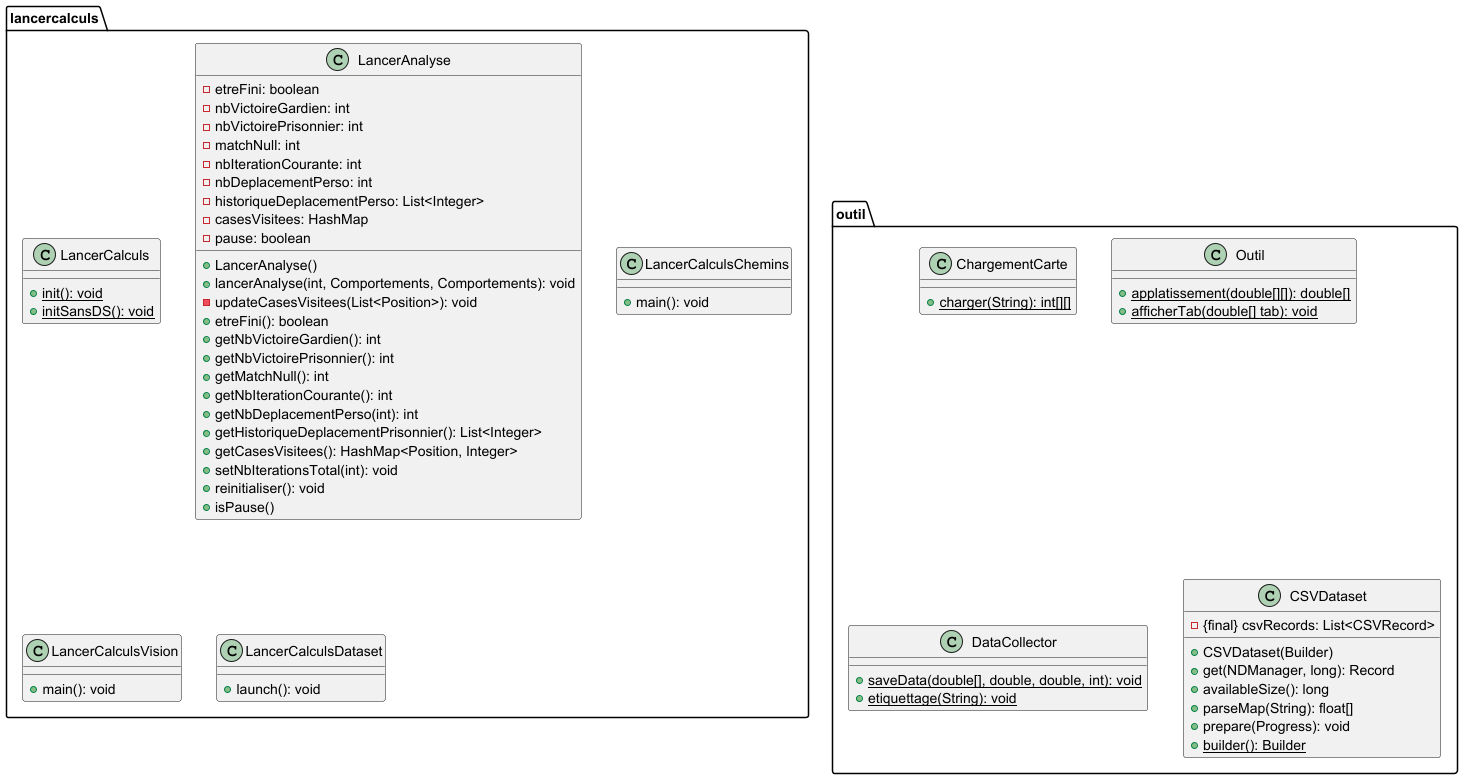 lancercalculs
C LancerCalculs
init(): void
initSansDS(): void
C LancerAnalyse
etreFini: boolean
nbVictoireGardien: int
nbVictoirePrisonnier: int
matchNull: int
nbIterationCourante: int
nbDeplacementPerso: int
historiqueDeplacementPerso: List<Integer>
casesVisitees: HashMap
pause: boolean
LancerAnalyse()
lancerAnalyse(int, Comportements, Comportements): void
updateCasesVisitees(List<Position>): void
etreFini(): boolean
getNbVictoireGardien(): int
getNbVictoirePrisonnier(): int
getMatchNull(): int
getNbIterationCourante(): int
getNbDeplacementPerso(int): int
getHistoriqueDeplacementPrisonnier(): List<Integer>
getCasesVisitees(): HashMap<Position, Integer>
setNbIterationsTotal(int): void
reinitialiser(): void
isPause()
C LancerCalculsChemins
main(): void
C LancerCalculsVision
main(): void
C LancerCalculsDataset
launch(): void
outil
C ChargementCarte
charger(String): int[][]
C Outil
applatissement(double[][]): double[]
afficherTab(double[] tab): void
C DataCollector
saveData(double[], double, double, int): void
etiquettage(String): void
C CSVDataset
{final} csvRecords: List<CSVRecord>
CSVDataset(Builder)
get(NDManager, long): Record
availableSize(): long
parseMap(String): float[]
prepare(Progress): void
builder(): Builder